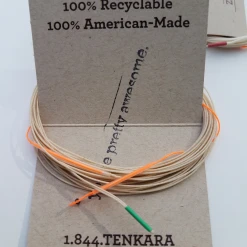 100% Recyclable
100% American-Made
e pretty awesome.
1.844.TENKARA